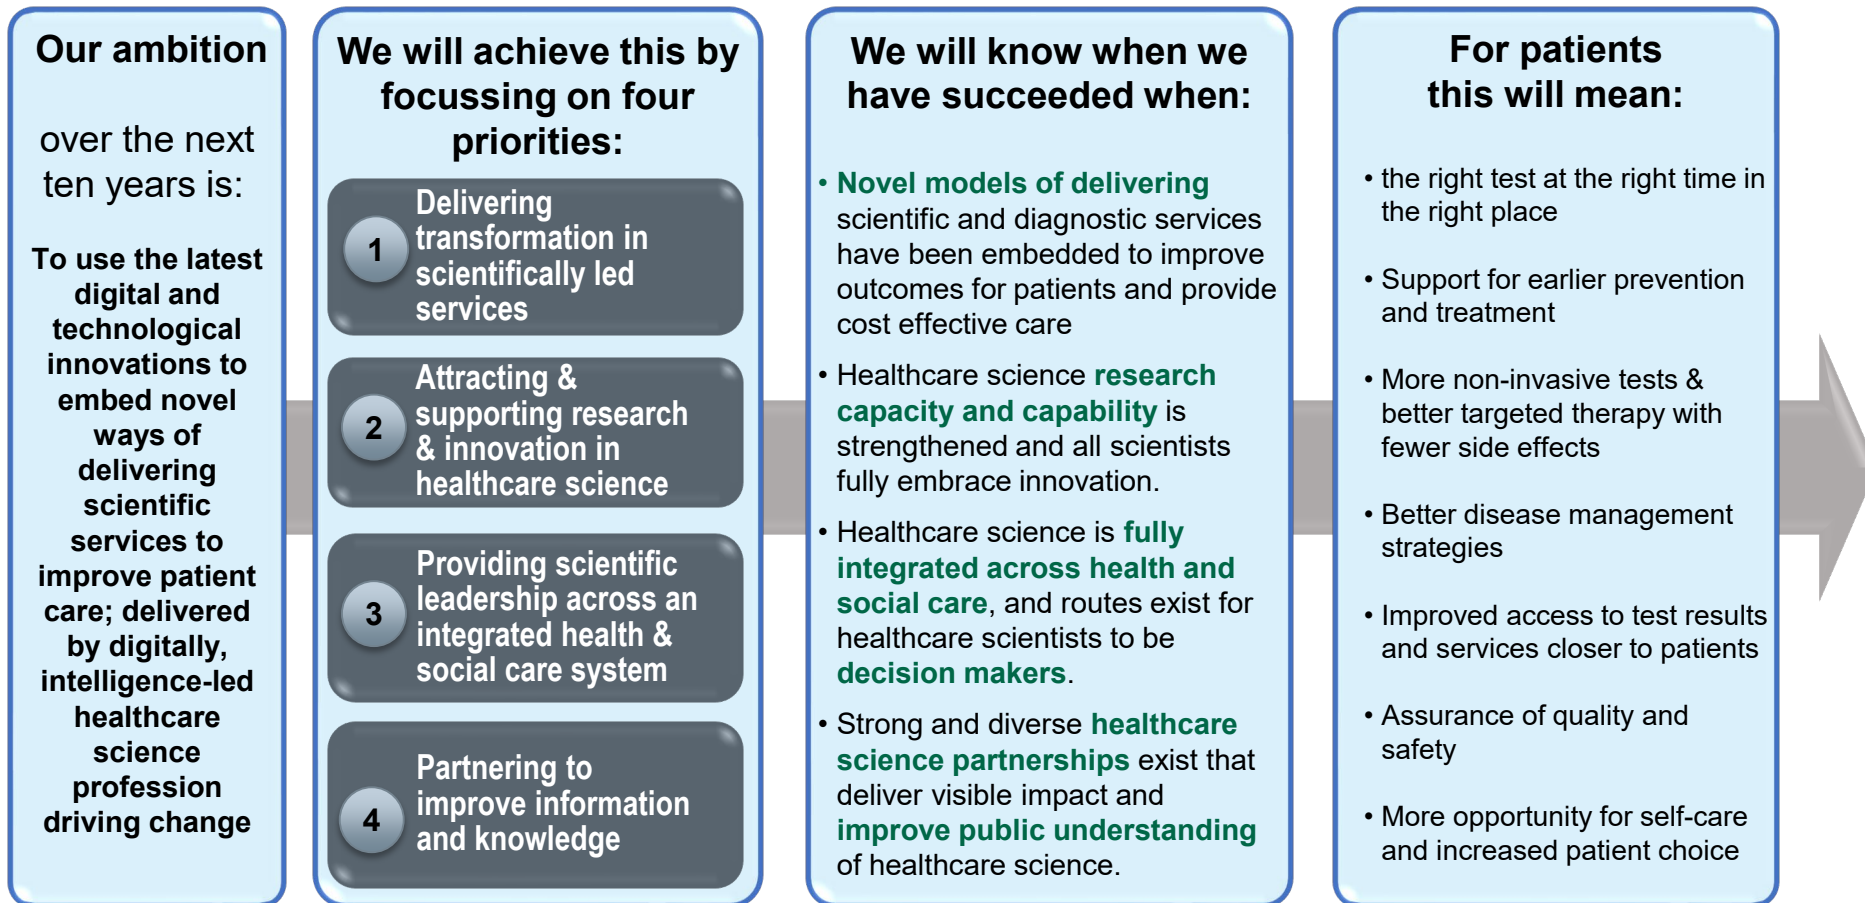 Our ambition
over the next
ten years is:
To use the latest
digital and
technological
innovations to
embed novel
ways of
delivering
scientific
services to
improve patient
care; delivered
by digitally,
intelligence-led
healthcare
science
profession
driving change
We will achieve this by
focussing on four
priorities:
1
Delivering
transformation in
scientifically led
services
2
Attracting &
supporting research
& innovation in
healthcare science
3
Providing scientific
leadership across an
integrated health &
social care system
4
Partnering to
improve information
and knowledge
We will know when we
have succeeded when:
• Novel models of delivering
scientific and diagnostic services
have been embedded to improve
outcomes for patients and provide
cost effective care
• Healthcare science research
capacity and capability is
strengthened and all scientists
fully embrace innovation.
• Healthcare science is fully
integrated across health and
social care, and routes exist for
healthcare scientists to be
decision makers.
• Strong and diverse healthcare
science partnerships exist that
deliver visible impact and
improve public understanding
of healthcare science.
For patients
this will mean:
• the right test at the right time in
the right place
• Support for earlier prevention
and treatment
• More non-invasive tests &
better targeted therapy with
fewer side effects
• Better disease management
strategies
• Improved access to test results
and services closer to patients
• Assurance of quality and
safety
• More opportunity for self-care
and increased patient choice